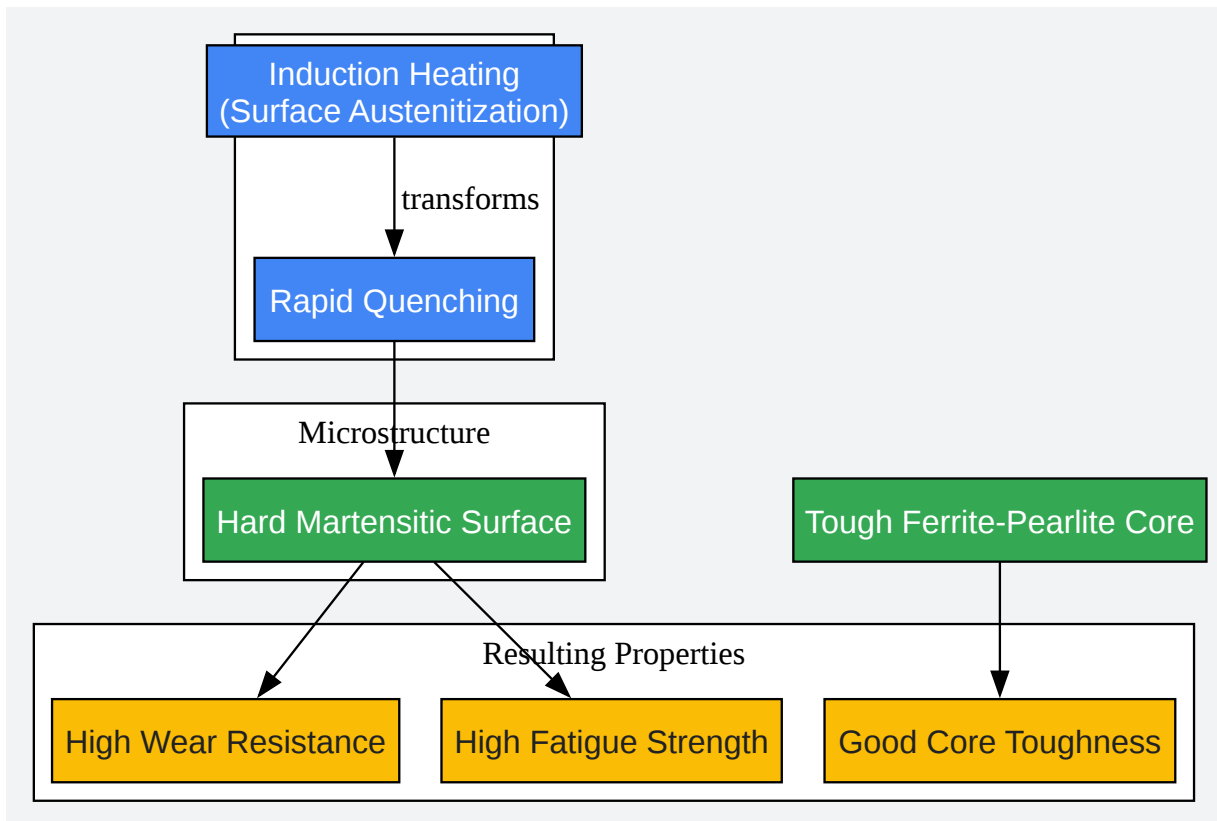 Induction Heating
(Surface Austenitization)
transforms
Rapid Quenching
Microstructure
Hard Martensitic Surface
Tough Ferrite-Pearlite Core
Resulting Properties
High Wear Resistance
High Fatigue Strength
Good Core Toughness